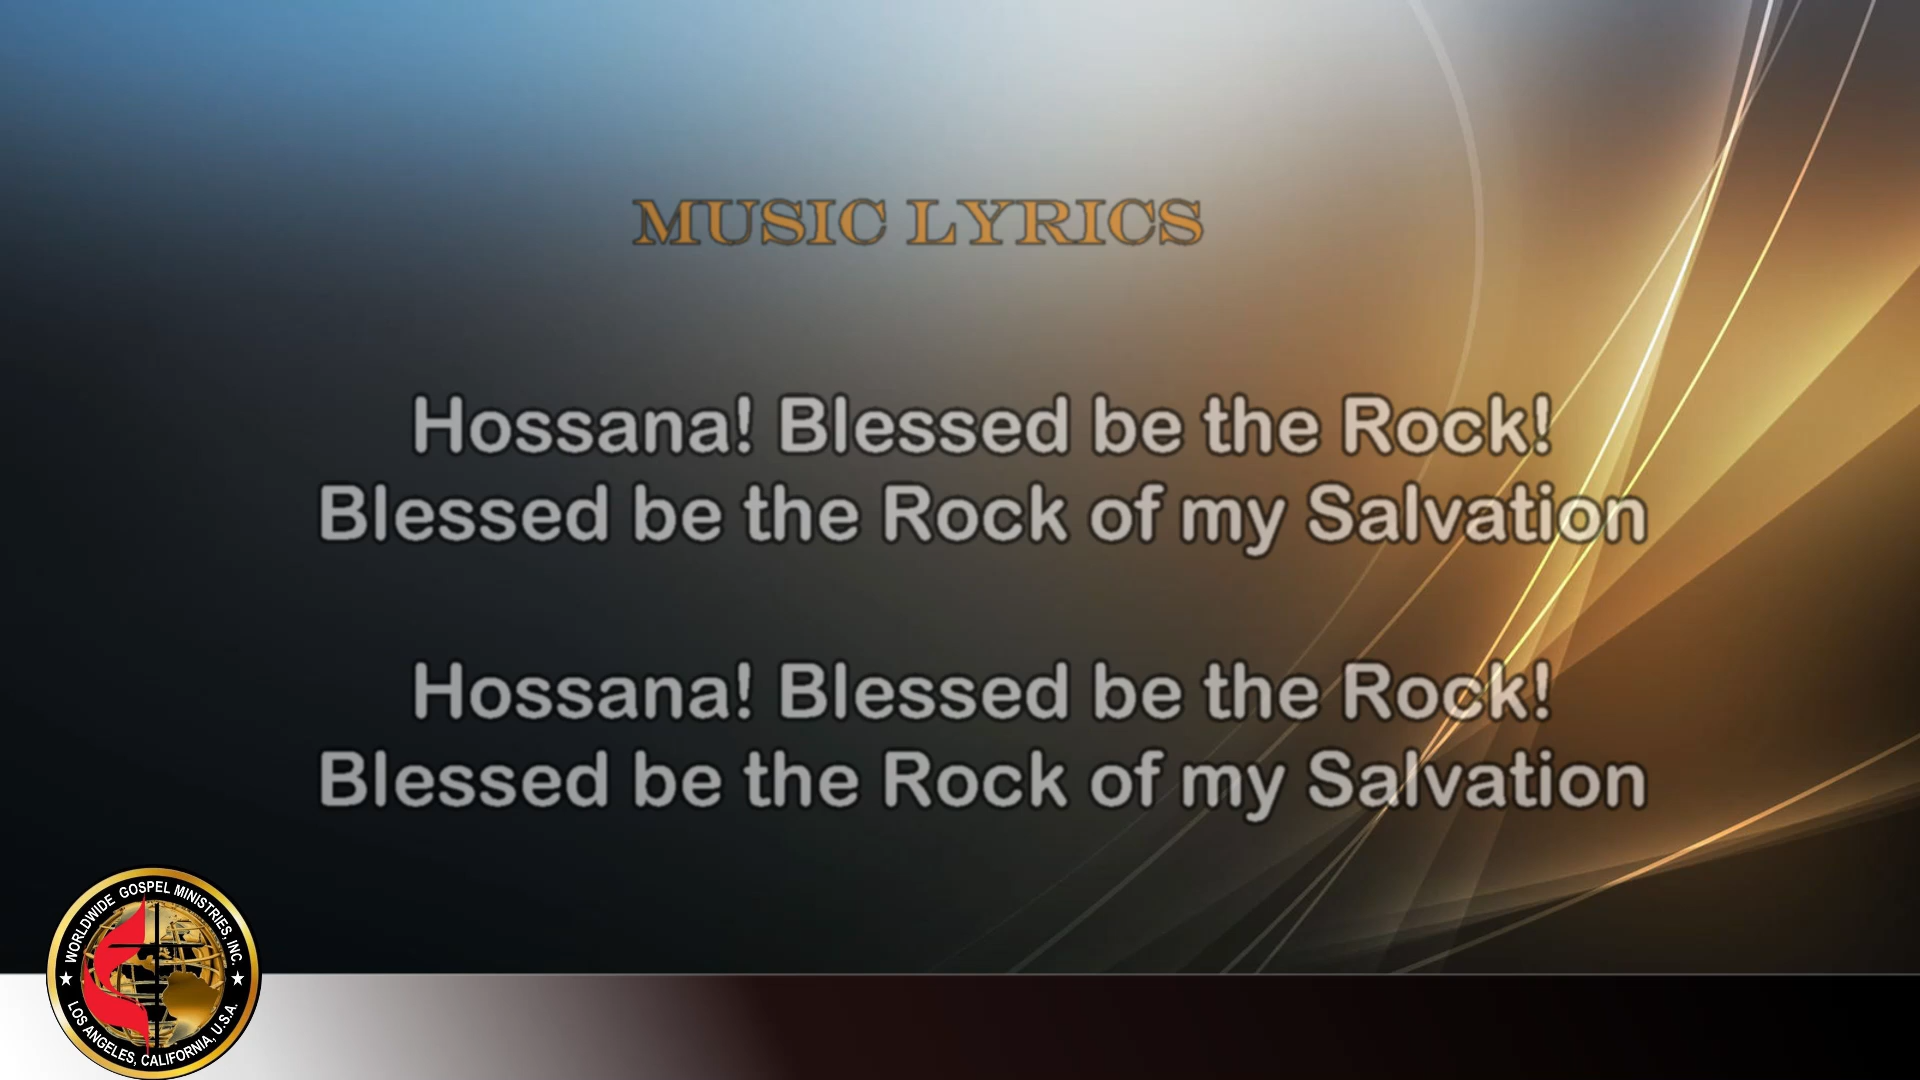 MUSIC LYRICS
Hossana! Blessed be the Rock!
Blessed be the Rock of my Salvation
Hossana! Blessed be the Rock!
Blessed be the Rock of my Salvation
WORLDWIDE GOSPEL MINISTRIES, INC.
LOS ANGELES, CALIFORNIA, U.S.A.